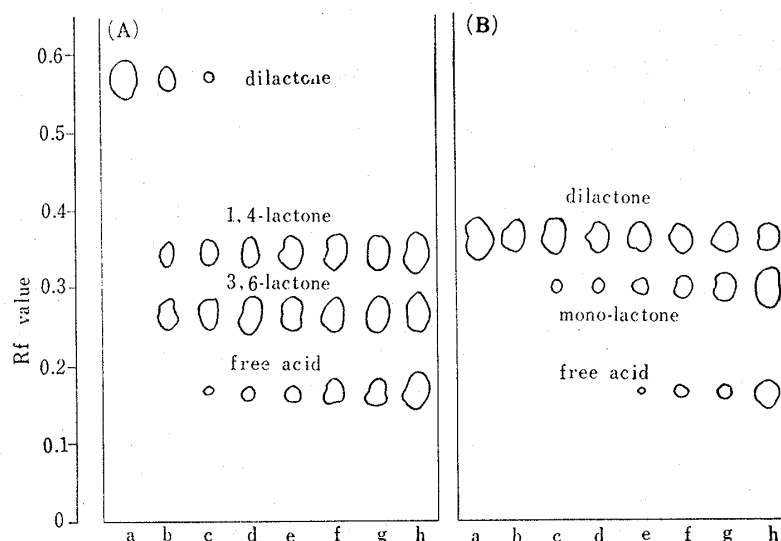 (A)
(B)
0.6
dilactone
0.5
dilactone
0.4
1,4-lactone
3,6-lactone
0.3
mono-lactone
Rf value
free acid
free acid
0.2
0.1
0
a b c d e f g h
a b c d e f g h